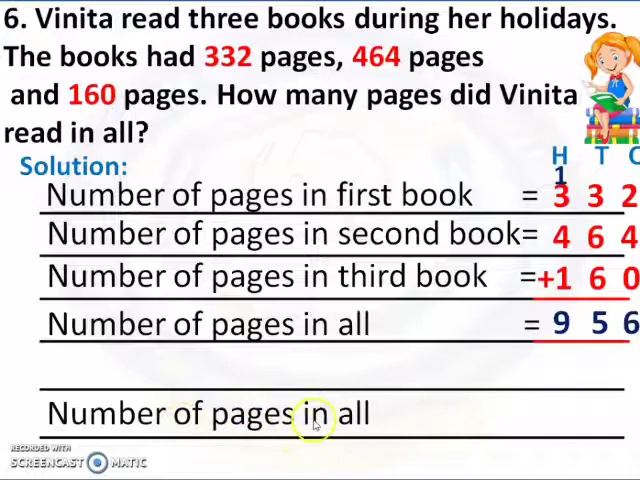 6. Vinita read three books during her holidays.
The books had 332 pages, 464 pages
and 160 pages. How many pages did Vinita
read in all?
Solution:
H T O
1
Number of pages in first book = 3 3 2
Number of pages in second book= 4 6 4
Number of pages in third book =+1 6 0
Number of pages in all = 9 5 6
Number of pages in all
RECORDED WITH
SCREENCAST MATIC